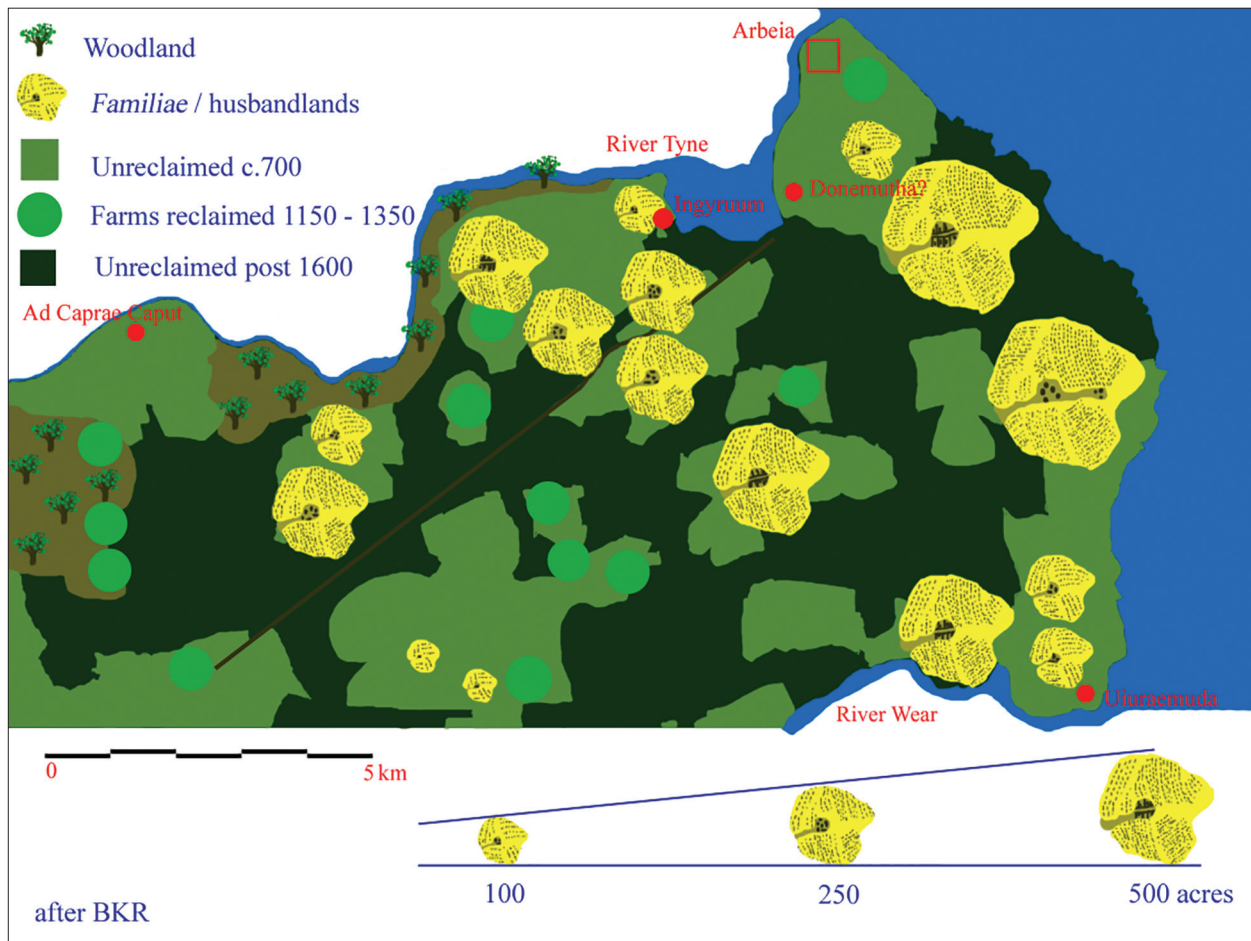 Woodland
Familiae / husbandlands
Unreclaimed c.700
Farms reclaimed 1150 - 1350
Unreclaimed post 1600
Arbeia
River Tyne
Donemutha?
Ingyruum
Ad Caprae Caput
Uiuraemuda
River Wear
0 5 km
100 250 500 acres
after BKR